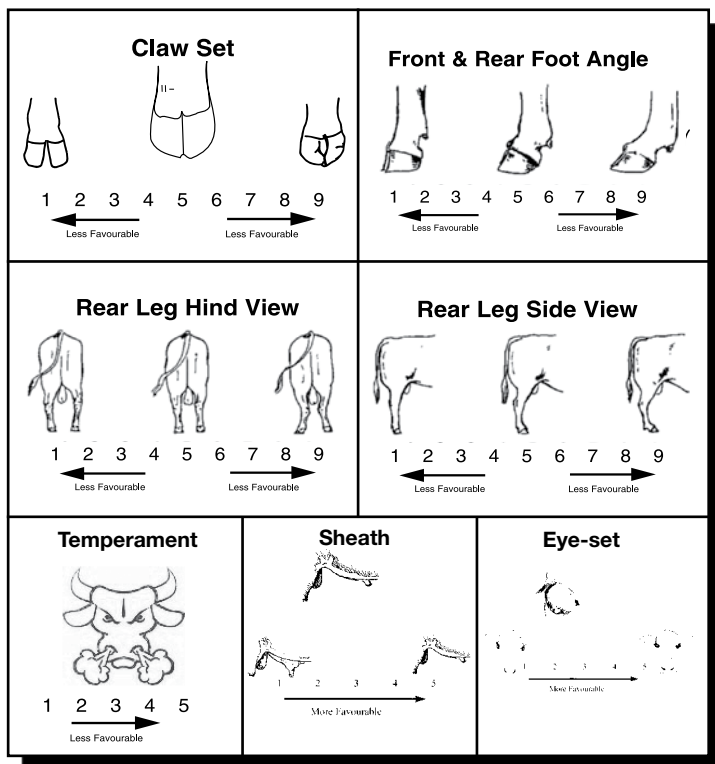 Claw Set
1 2 3 4 5 6 7 8 9
Less Favourable Less Favourable
Front & Rear Foot Angle
1 2 3 4 5 6 7 8 9
Less Favourable Less Favourable
Rear Leg Hind View
1 2 3 4 5 6 7 8 9
Less Favourable Less Favourable
Rear Leg Side View
1 2 3 4 5 6 7 8 9
Less Favourable Less Favourable
Temperament
1 2 3 4 5
Less Favourable
Sheath
1 2 3 4 5
More Favourable
Eye-set
1 2 3 4 5
More Favourable